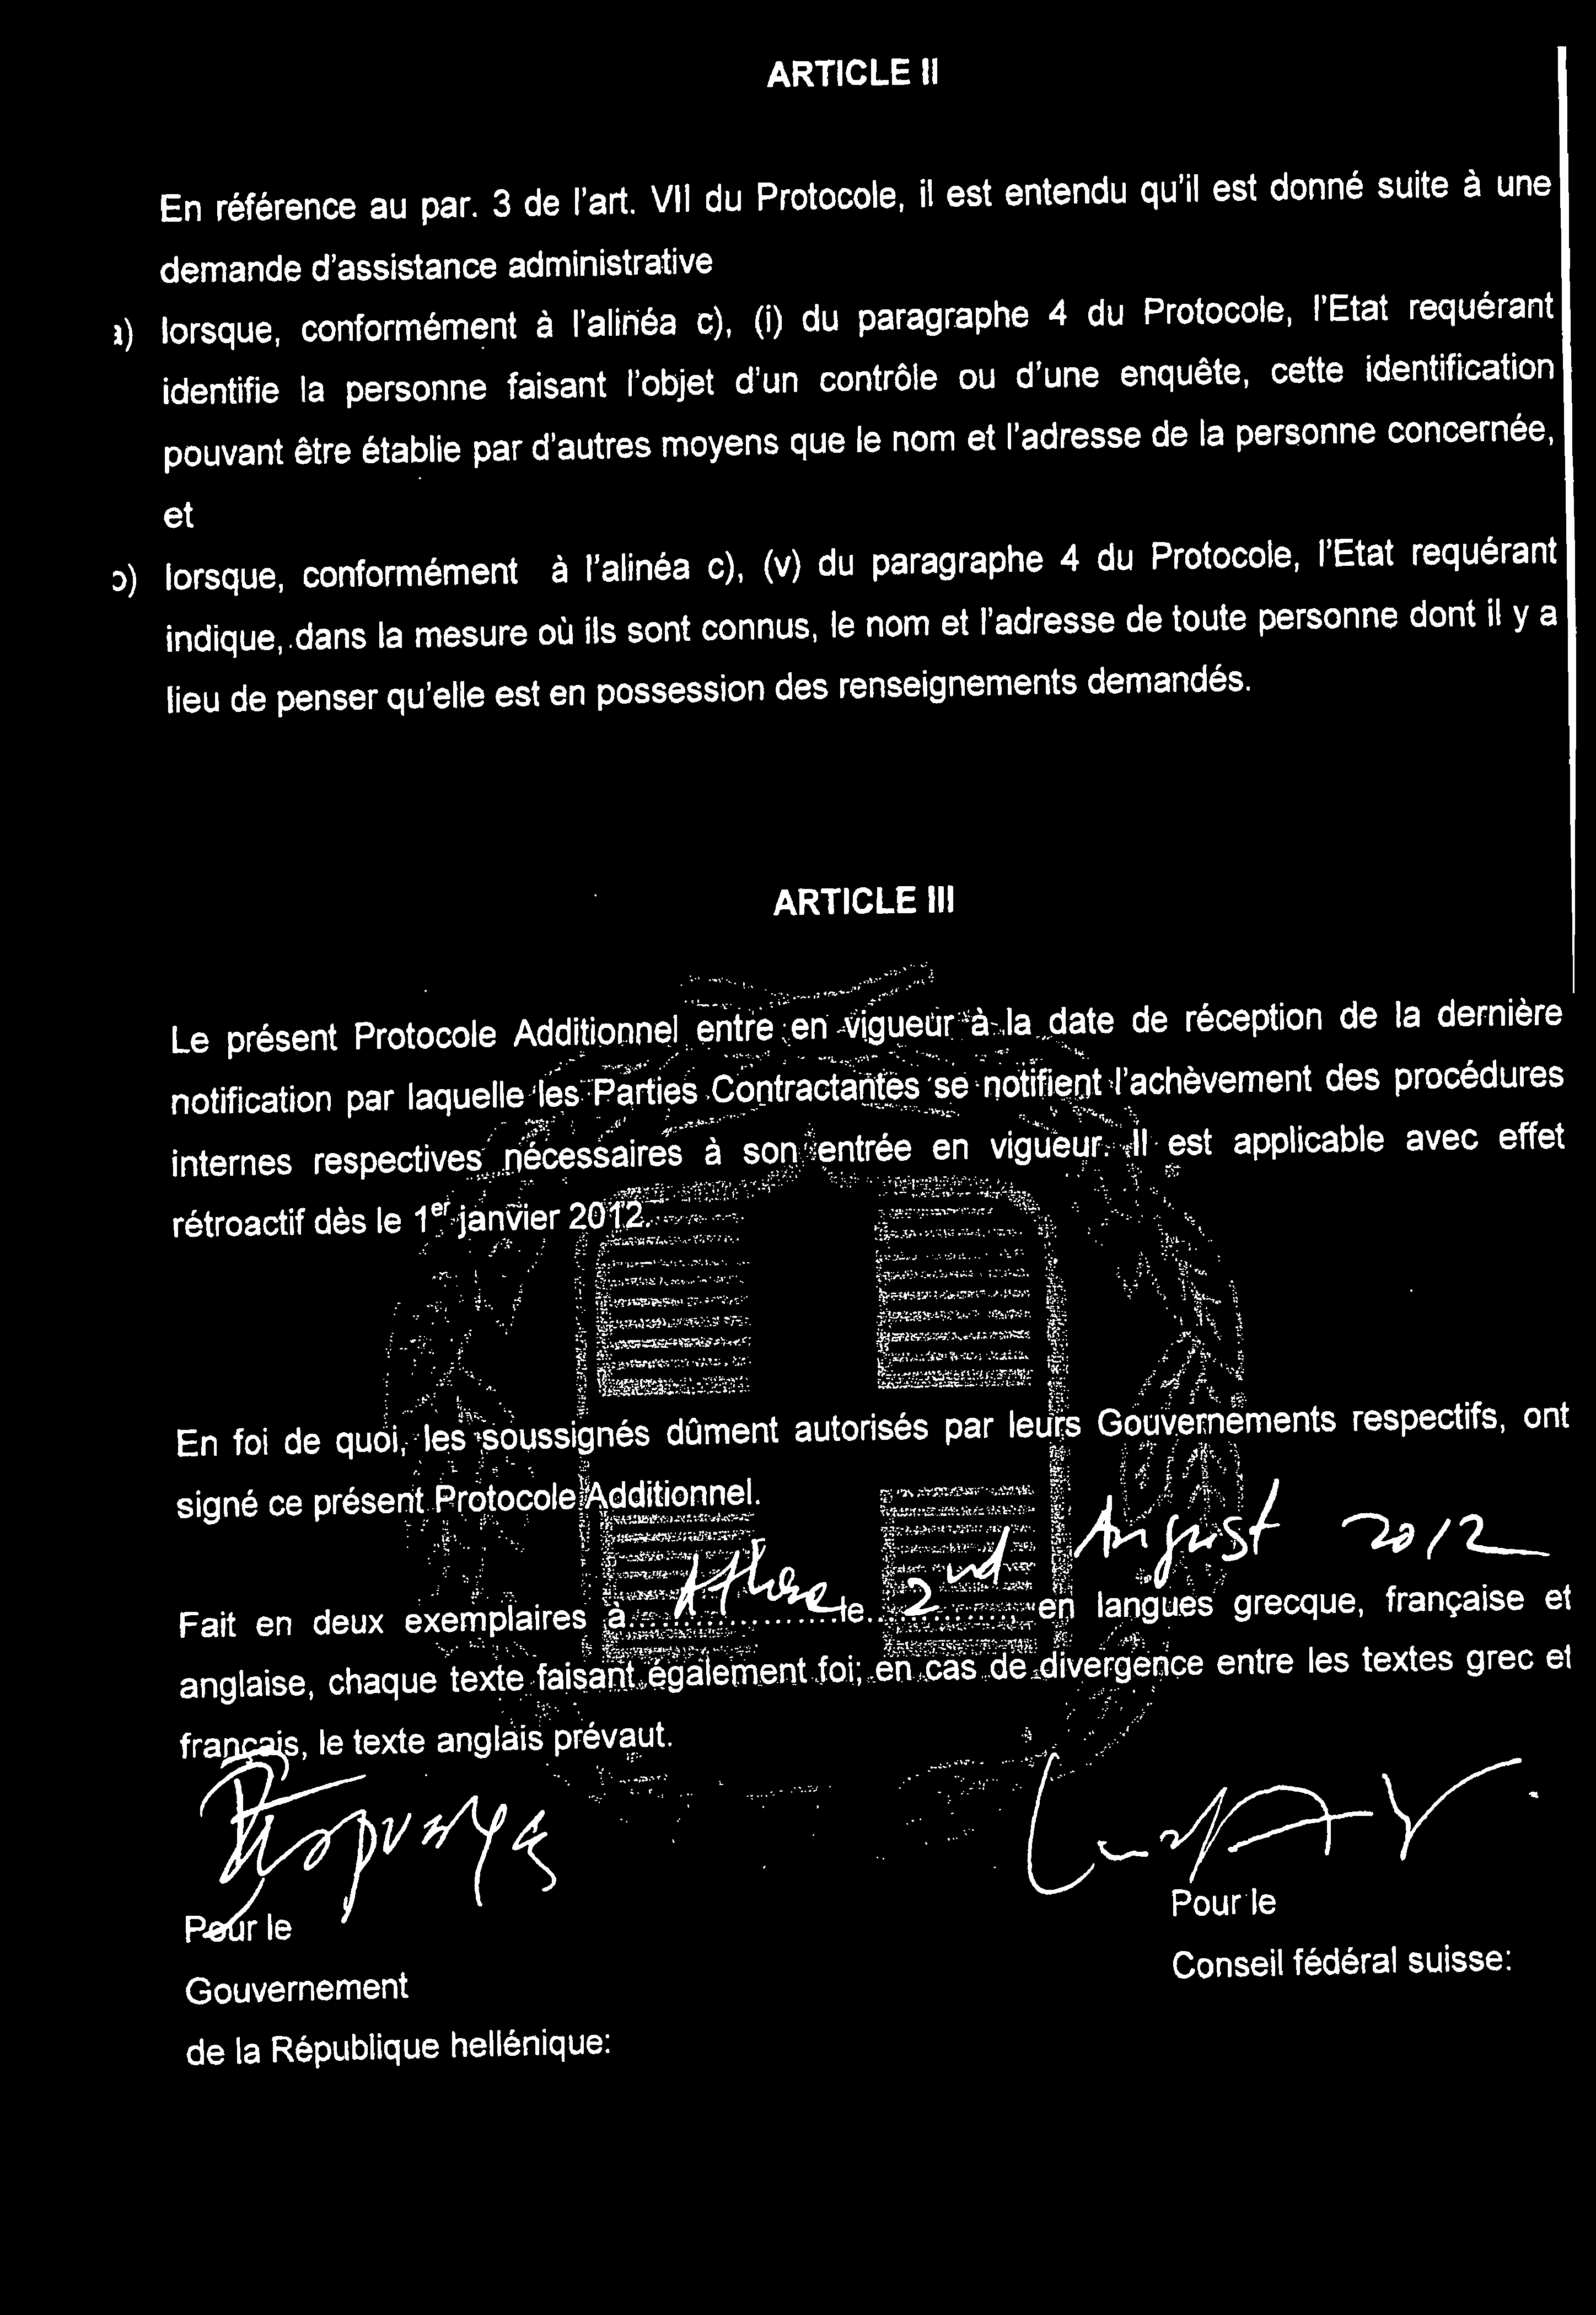 ARTICLE II
En référence au par. 3 de l'art. VII du Protocole, il est entendu qu'il est donné suite à une
demande d'assistance administrative
a) lorsque, conformément à l'alinéa c), (i) du paragraphe 4 du Protocole, l'Etat requérant
identifie la personne faisant l'objet d'un contrôle ou d'une enquête, cette identification
pouvant être établie par d'autres moyens que le nom et l'adresse de la personne concernée,
et
b) lorsque, conformément à l'alinéa c), (v) du paragraphe 4 du Protocole, l'Etat requérant
indique, dans la mesure où ils sont connus, le nom et l'adresse de toute personne dont il y a
lieu de penser qu'elle est en possession des renseignements demandés.
ARTICLE III
Le présent Protocole Additionnel entre en vigueur à la date de réception de la dernière
notification par laquelle les Parties Contractantes se notifient l'achèvement des procédures
internes respectives nécessaires à son entrée en vigueur. Il est applicable avec effet
rétroactif dès le 1er janvier 2012.
En foi de quoi, les soussignés dûment autorisés par leurs Gouvernements respectifs, ont
signé ce présent Protocole Additionnel.
August 2012
Fait en deux exemplaires à...............le..2nd..........en langues grecque, française et
anglaise, chaque texte faisant également foi; en cas de divergence entre les textes grec et
français, le texte anglais prévaut.
Pour le
Gouvernement
de la République hellénique:
Pour le
Conseil fédéral suisse: